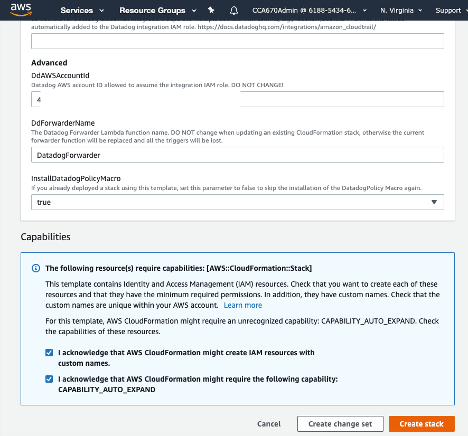 aws
Services
Resource Groups
CCA670Admin @ 6188-5434-6...
N. Virginia
Support
automatically added to the Datadog integration IAM role. https://docs.datadoghq.com/integrations/amazon_cloudtrail/
Advanced
DdAWSAccountId
Datadog AWS account ID allowed to assume the integration IAM role. DO NOT CHANGE!
4
DdForwarderName
The Datadog Forwarder Lambda function name. DO NOT change when updating an existing CloudFormation stack, otherwise the current
forwarder function will be replaced and all the triggers will be lost.
DatadogForwarder
InstallDatadogPolicyMacro
If you already deployed a stack using this template, set this parameter to false to skip the installation of the DatadogPolicy Macro again.
true
Capabilities
The following resource(s) require capabilities: [AWS::CloudFormation::Stack]
This template contains Identity and Access Management (IAM) resources. Check that you want to create each of these
resources and that they have the minimum required permissions. In addition, they have custom names. Check that the
custom names are unique within your AWS account. Learn more
For this template, AWS CloudFormation might require an unrecognized capability: CAPABILITY_AUTO_EXPAND. Check
the capabilities of these resources.
I acknowledge that AWS CloudFormation might create IAM resources with
custom names.
I acknowledge that AWS CloudFormation might require the following capability:
CAPABILITY_AUTO_EXPAND
Cancel
Create change set
Create stack